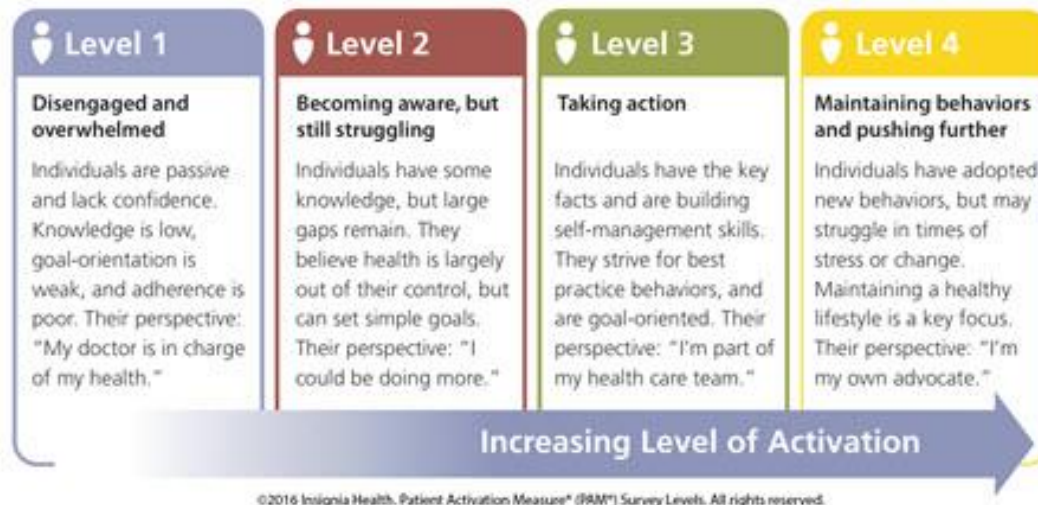 Level 1
Disengaged and
overwhelmed
Individuals are passive
and lack confidence.
Knowledge is low,
goal-orientation is
weak, and adherence is
poor. Their perspective:
"My doctor is in charge
of my health."
Level 2
Becoming aware, but
still struggling
Individuals have some
knowledge, but large
gaps remain. They
believe health is largely
out of their control, but
can set simple goals.
Their perspective: "I
could be doing more."
Level 3
Taking action
Individuals have the key
facts and are building
self-management skills.
They strive for best
practice behaviors, and
are goal-oriented. Their
perspective: "I'm part of
my health care team."
Level 4
Maintaining behaviors
and pushing further
Individuals have adopted
new behaviors, but may
struggle in times of
stress or change.
Maintaining a healthy
lifestyle is a key focus.
Their perspective: "I'm
my own advocate."
Increasing Level of Activation
©2016 Insignia Health. Patient Activation Measure® (PAM®) Survey Levels. All rights reserved.